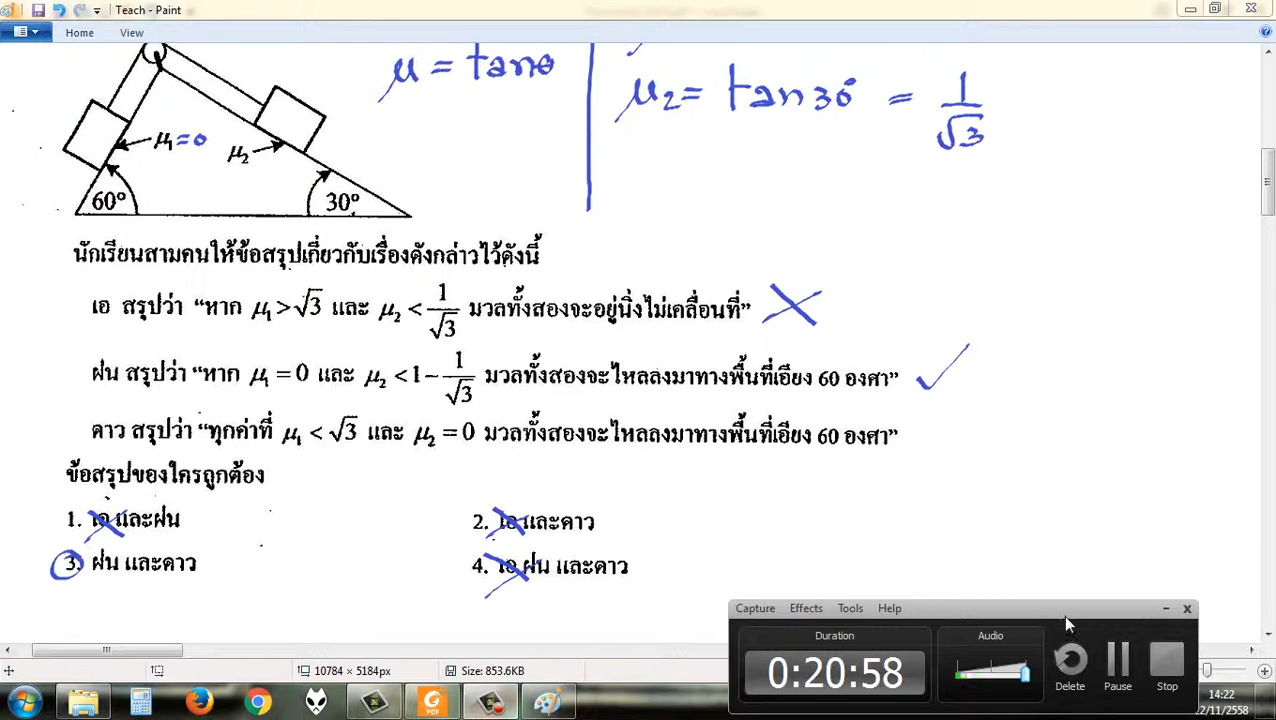 Teach - Paint
Home View
μ = tanθ
μ₂ = tan30° = 1/√3
μ₁ = 0
μ₂
60°
30°
นักเรียนสามคนให้ข้อสรุปเกี่ยวกับเรื่องดังกล่าวไว้ดังนี้
เอ สรุปว่า “หาก μ₁ > √3 และ μ₂ < 1/√3 มวลทั้งสองจะอยู่นิ่งไม่เคลื่อนที่”
ฝน สรุปว่า “หาก μ₁ = 0 และ μ₂ < 1 − 1/√3 มวลทั้งสองจะไหลลงมาทางพื้นที่เอียง 60 องศา”
ดาว สรุปว่า “ทุกค่าที่ μ₁ < √3 และ μ₂ = 0 มวลทั้งสองจะไหลลงมาทางพื้นที่เอียง 60 องศา”
ข้อสรุปของใครถูกต้อง
1. เอ และฝน
2. เอ และดาว
3. ฝน และดาว
4. เอ ฝน และดาว
Capture Effects Tools Help
Duration
Audio
0:20:58
Delete Pause Stop
10784 × 5184px
Size: 853.6KB
PDF
14:22
22/11/2558